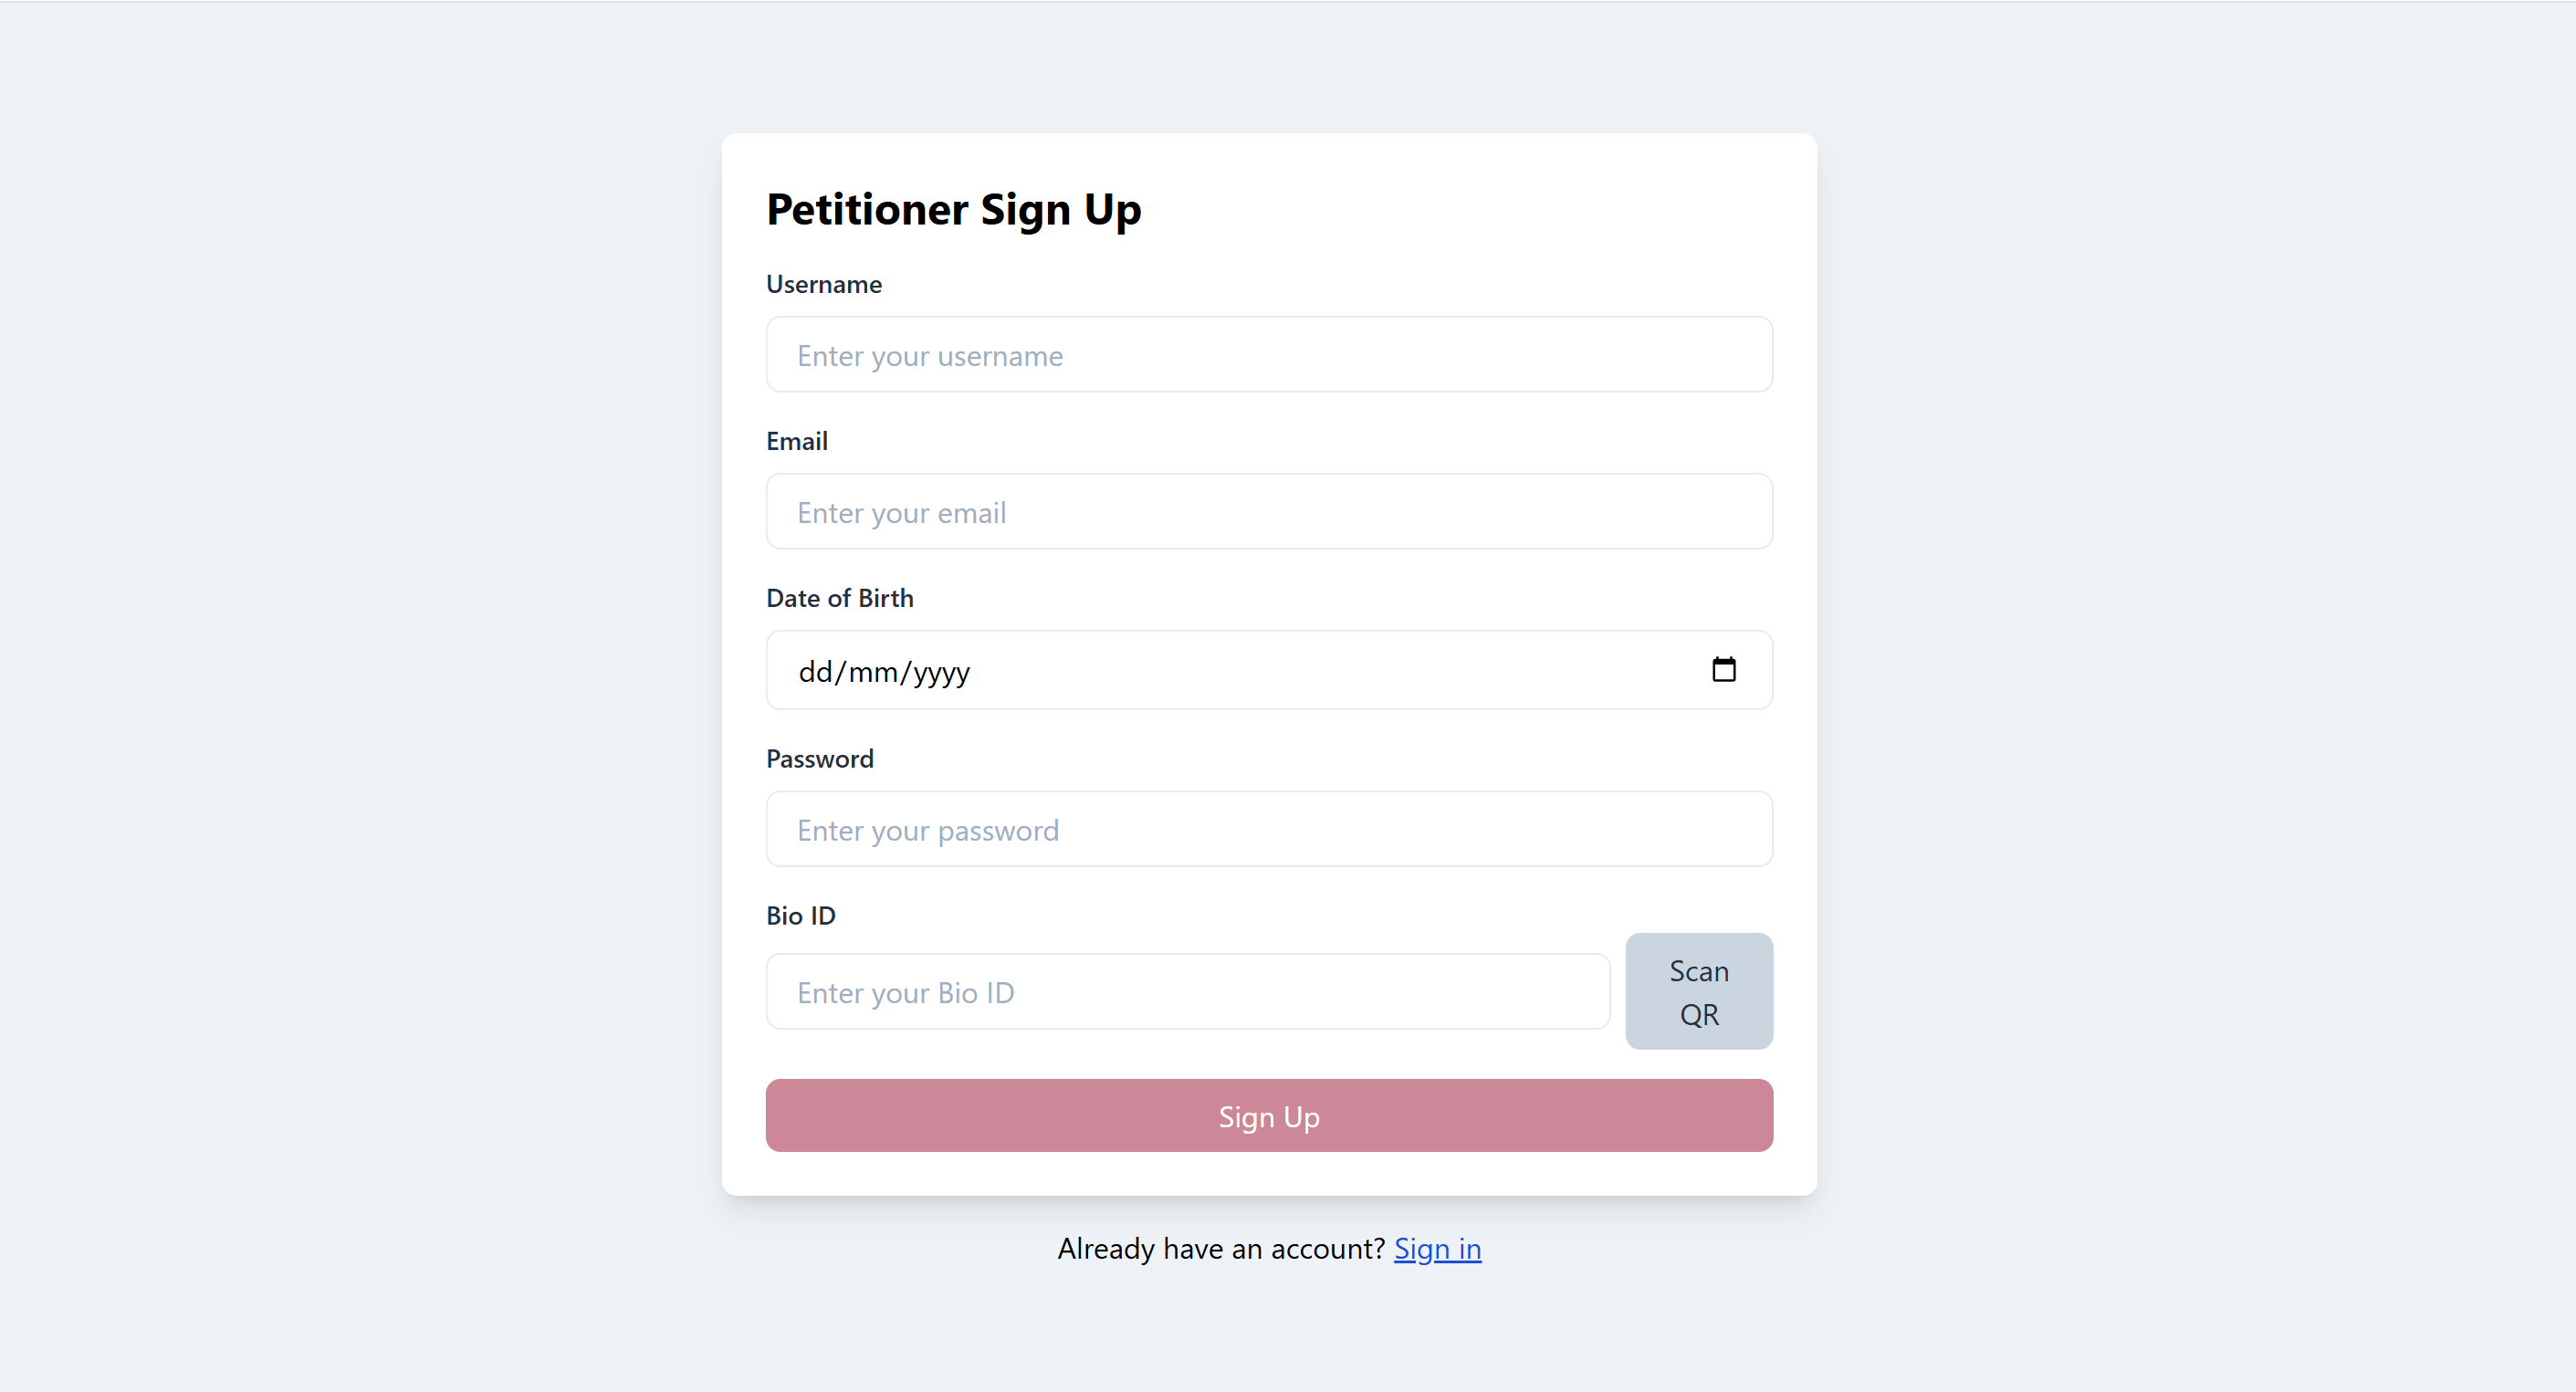 Petitioner Sign Up
Username
Enter your username
Email
Enter your email
Date of Birth
dd/mm/yyyy
Password
Enter your password
Bio ID
Enter your Bio ID
Scan
QR
Sign Up
Already have an account? Sign in